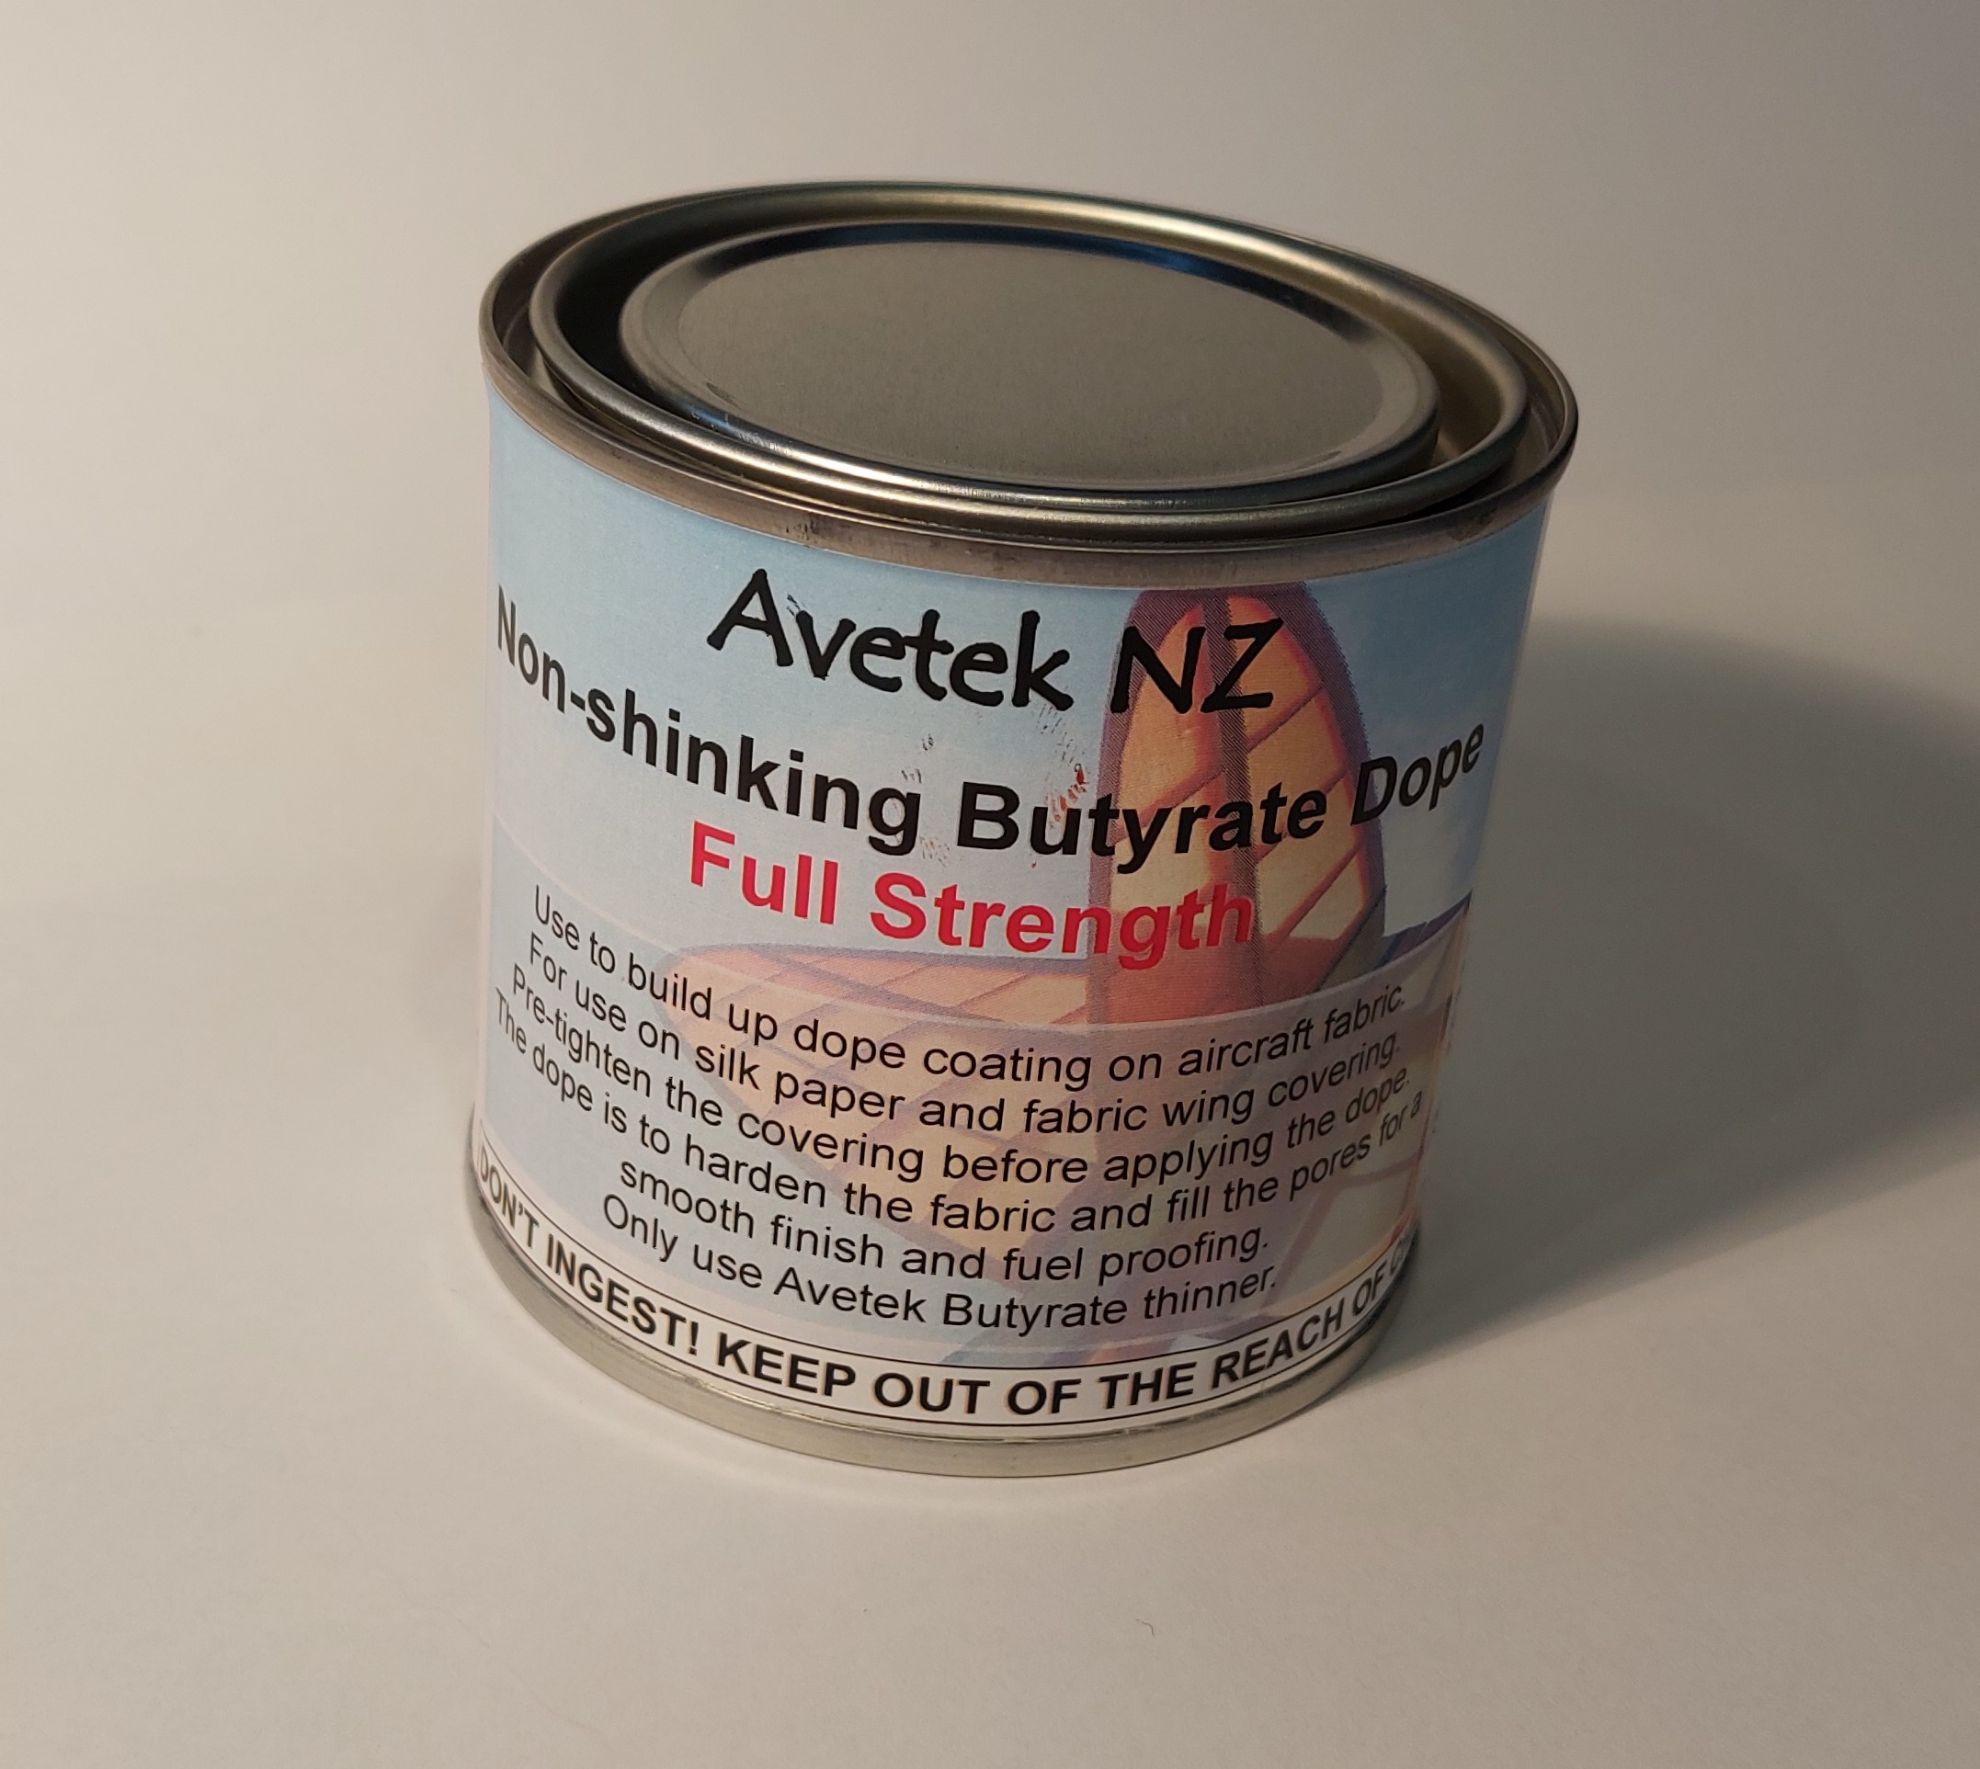 Avetek NZ
Non-shinking Butyrate Dope
Full Strength
Use to build up dope coating on aircraft fabric.
For use on silk paper and fabric wing covering.
Pre-tighten the covering before applying the dope.
The dope is to harden the fabric and fill the pores for a
smooth finish and fuel proofing.
Only use Avetek Butyrate thinner.
DON'T INGEST! KEEP OUT OF THE REACH OF